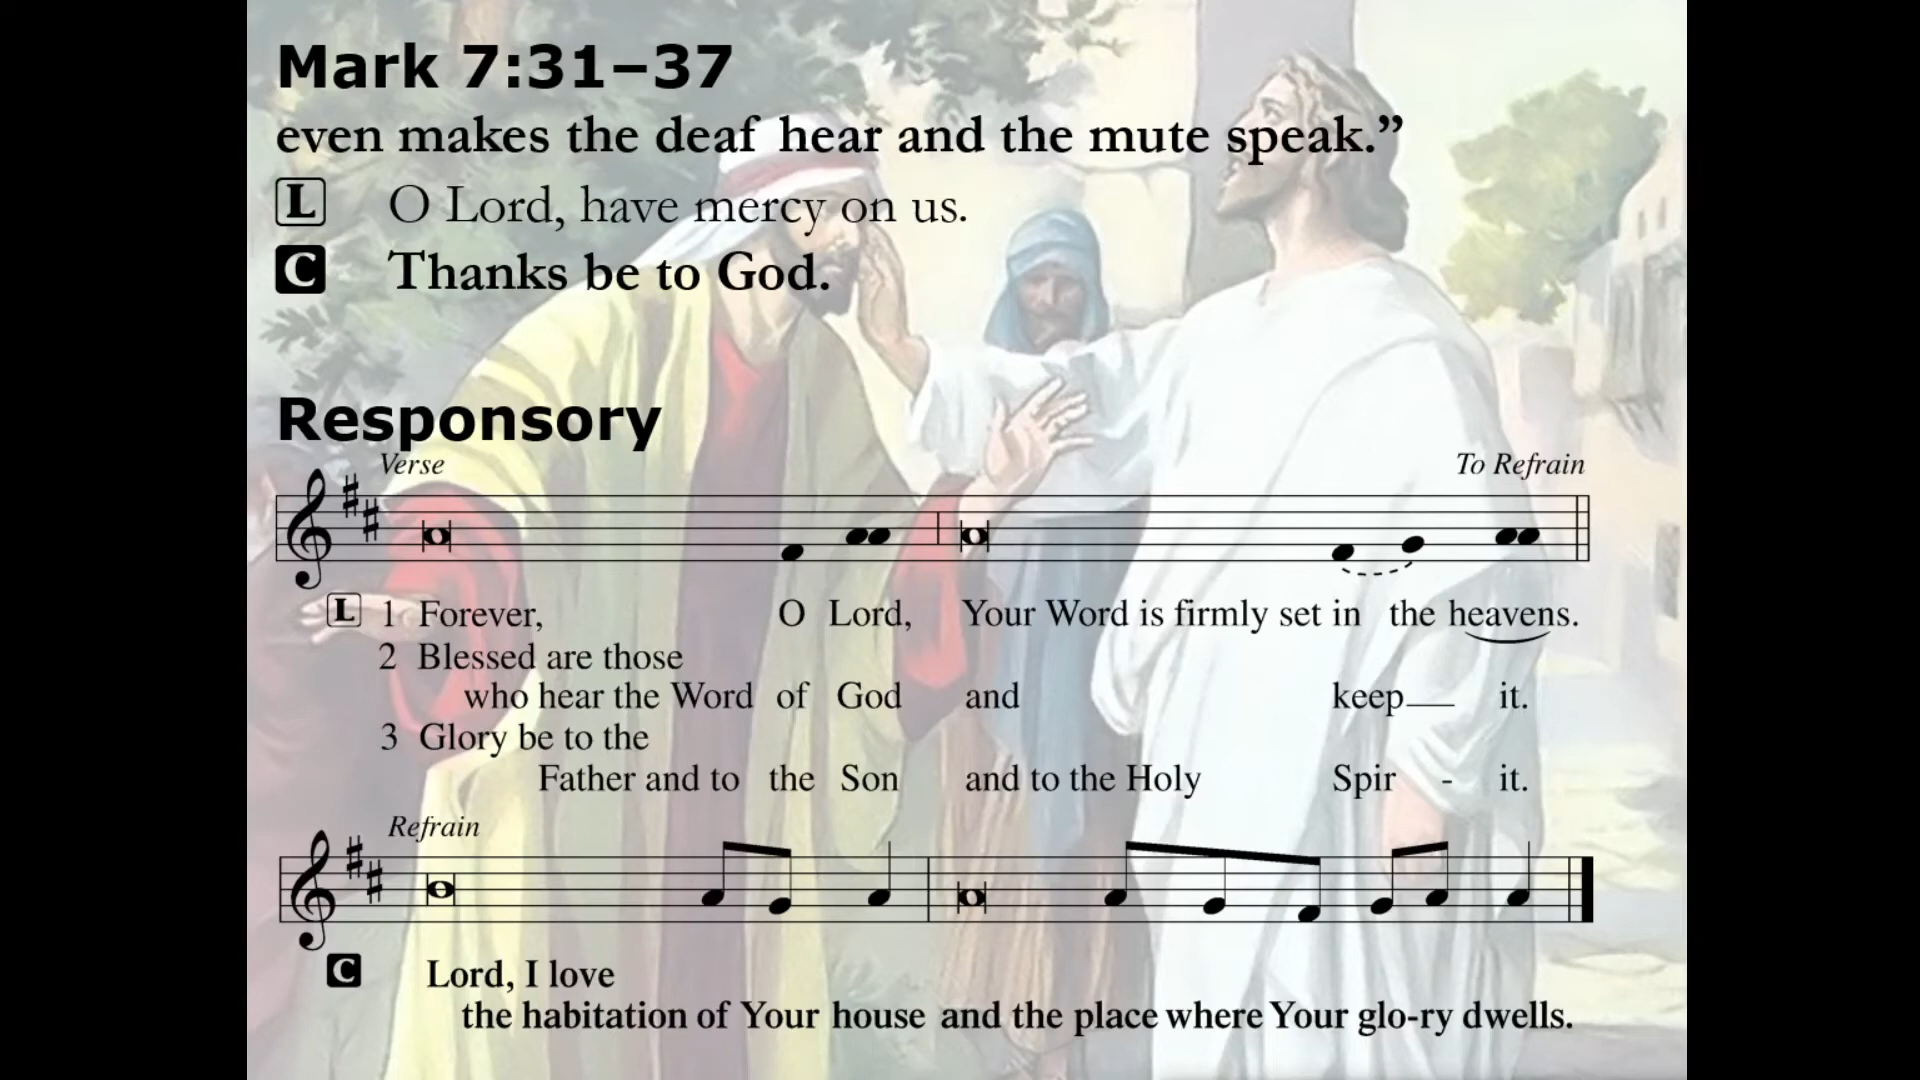 Mark 7:31–37
even makes the deaf hear and the mute speak.”
L O Lord, have mercy on us.
C Thanks be to God.
Responsory
Verse To Refrain
L 1 Forever, O Lord, Your Word is firmly set in the heavens.
2 Blessed are those
who hear the Word of God and keep it.
3 Glory be to the
Father and to the Son and to the Holy Spir - it.
Refrain
C Lord, I love
the habitation of Your house and the place where Your glo-ry dwells.